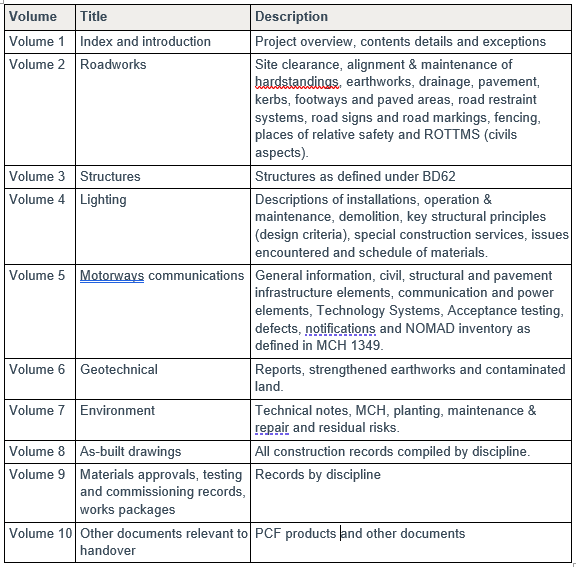 Volume Title Description
Volume 1 Index and introduction Project overview, contents details and exceptions
Volume 2 Roadworks Site clearance, alignment & maintenance of
hardstandings, earthworks, drainage, pavement,
kerbs, footways and paved areas, road restraint
systems, road signs and road markings, fencing,
places of relative safety and ROTTMS (civils
aspects).
Volume 3 Structures Structures as defined under BD62
Volume 4 Lighting Descriptions of installations, operation &
maintenance, demolition, key structural principles
(design criteria), special construction services, issues
encountered and schedule of materials.
Volume 5 Motorways communications General information, civil, structural and pavement
infrastructure elements, communication and power
elements, Technology Systems, Acceptance testing,
defects, notifications and NOMAD inventory as
defined in MCH 1349.
Volume 6 Geotechnical Reports, strengthened earthworks and contaminated
land.
Volume 7 Environment Technical notes, MCH, planting, maintenance &
repair and residual risks.
Volume 8 As-built drawings All construction records compiled by discipline.
Volume 9 Materials approvals, testing Records by discipline
and commissioning records,
works packages
Volume 10 Other documents relevant to PCF products and other documents
handover